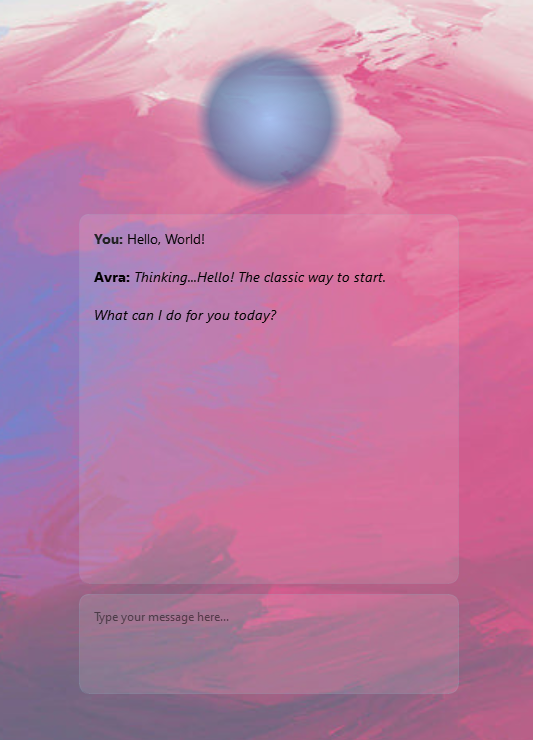 You: Hello, World!
Avra: Thinking...Hello! The classic way to start.
What can I do for you today?
Type your message here...